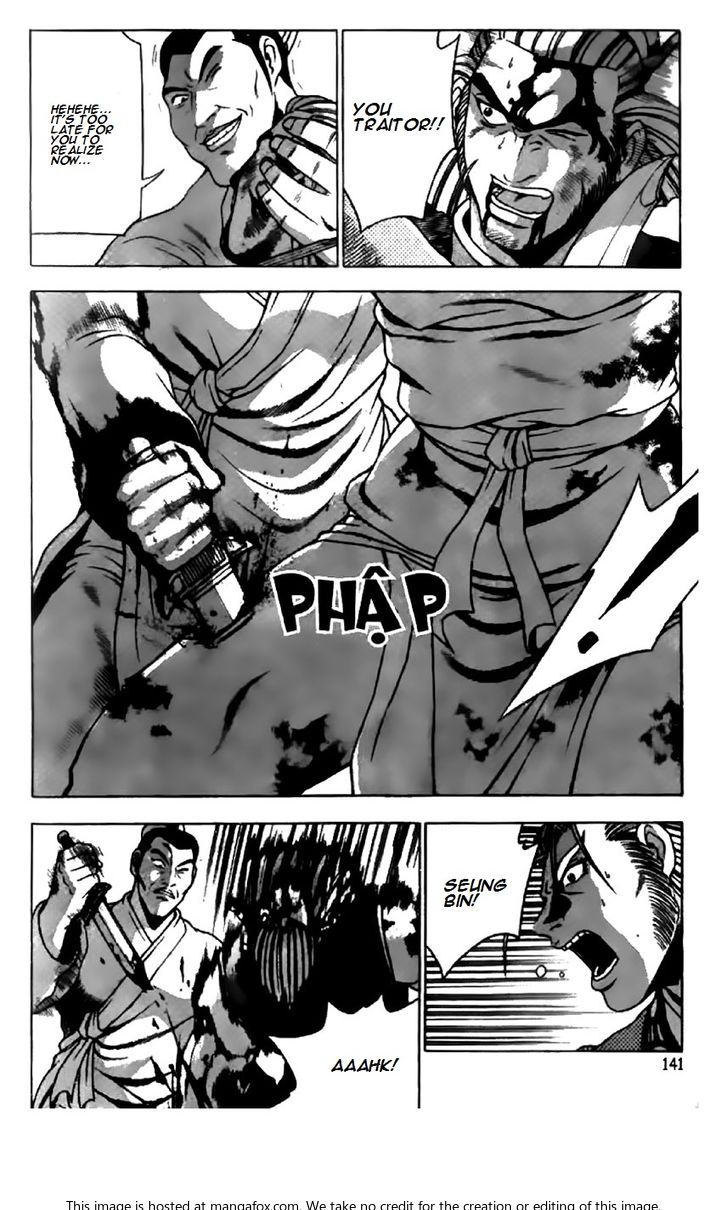 YOU
TRAITOR!!
HEHEHE...
IT'S TOO
LATE FOR
YOU TO
REALIZE
NOW...
PHẬP
SEUNG
BIN!
AAAHK!
141
This image is hosted at mangafox.com. We take no credit for the creation or editing of this image.